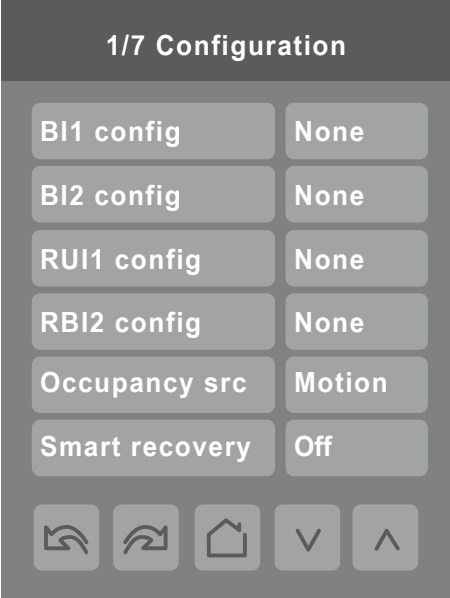 1/7 Configuration
BI1 config None
BI2 config None
RUI1 config None
RBI2 config None
Occupancy src Motion
Smart recovery Off